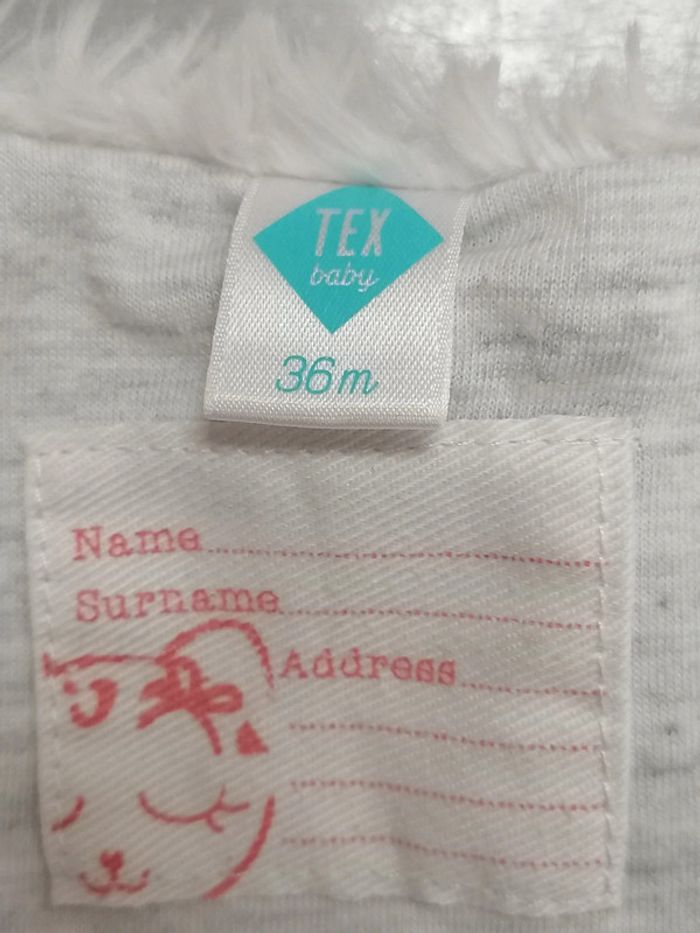 TEX
baby
36m
Name
Surname
Address